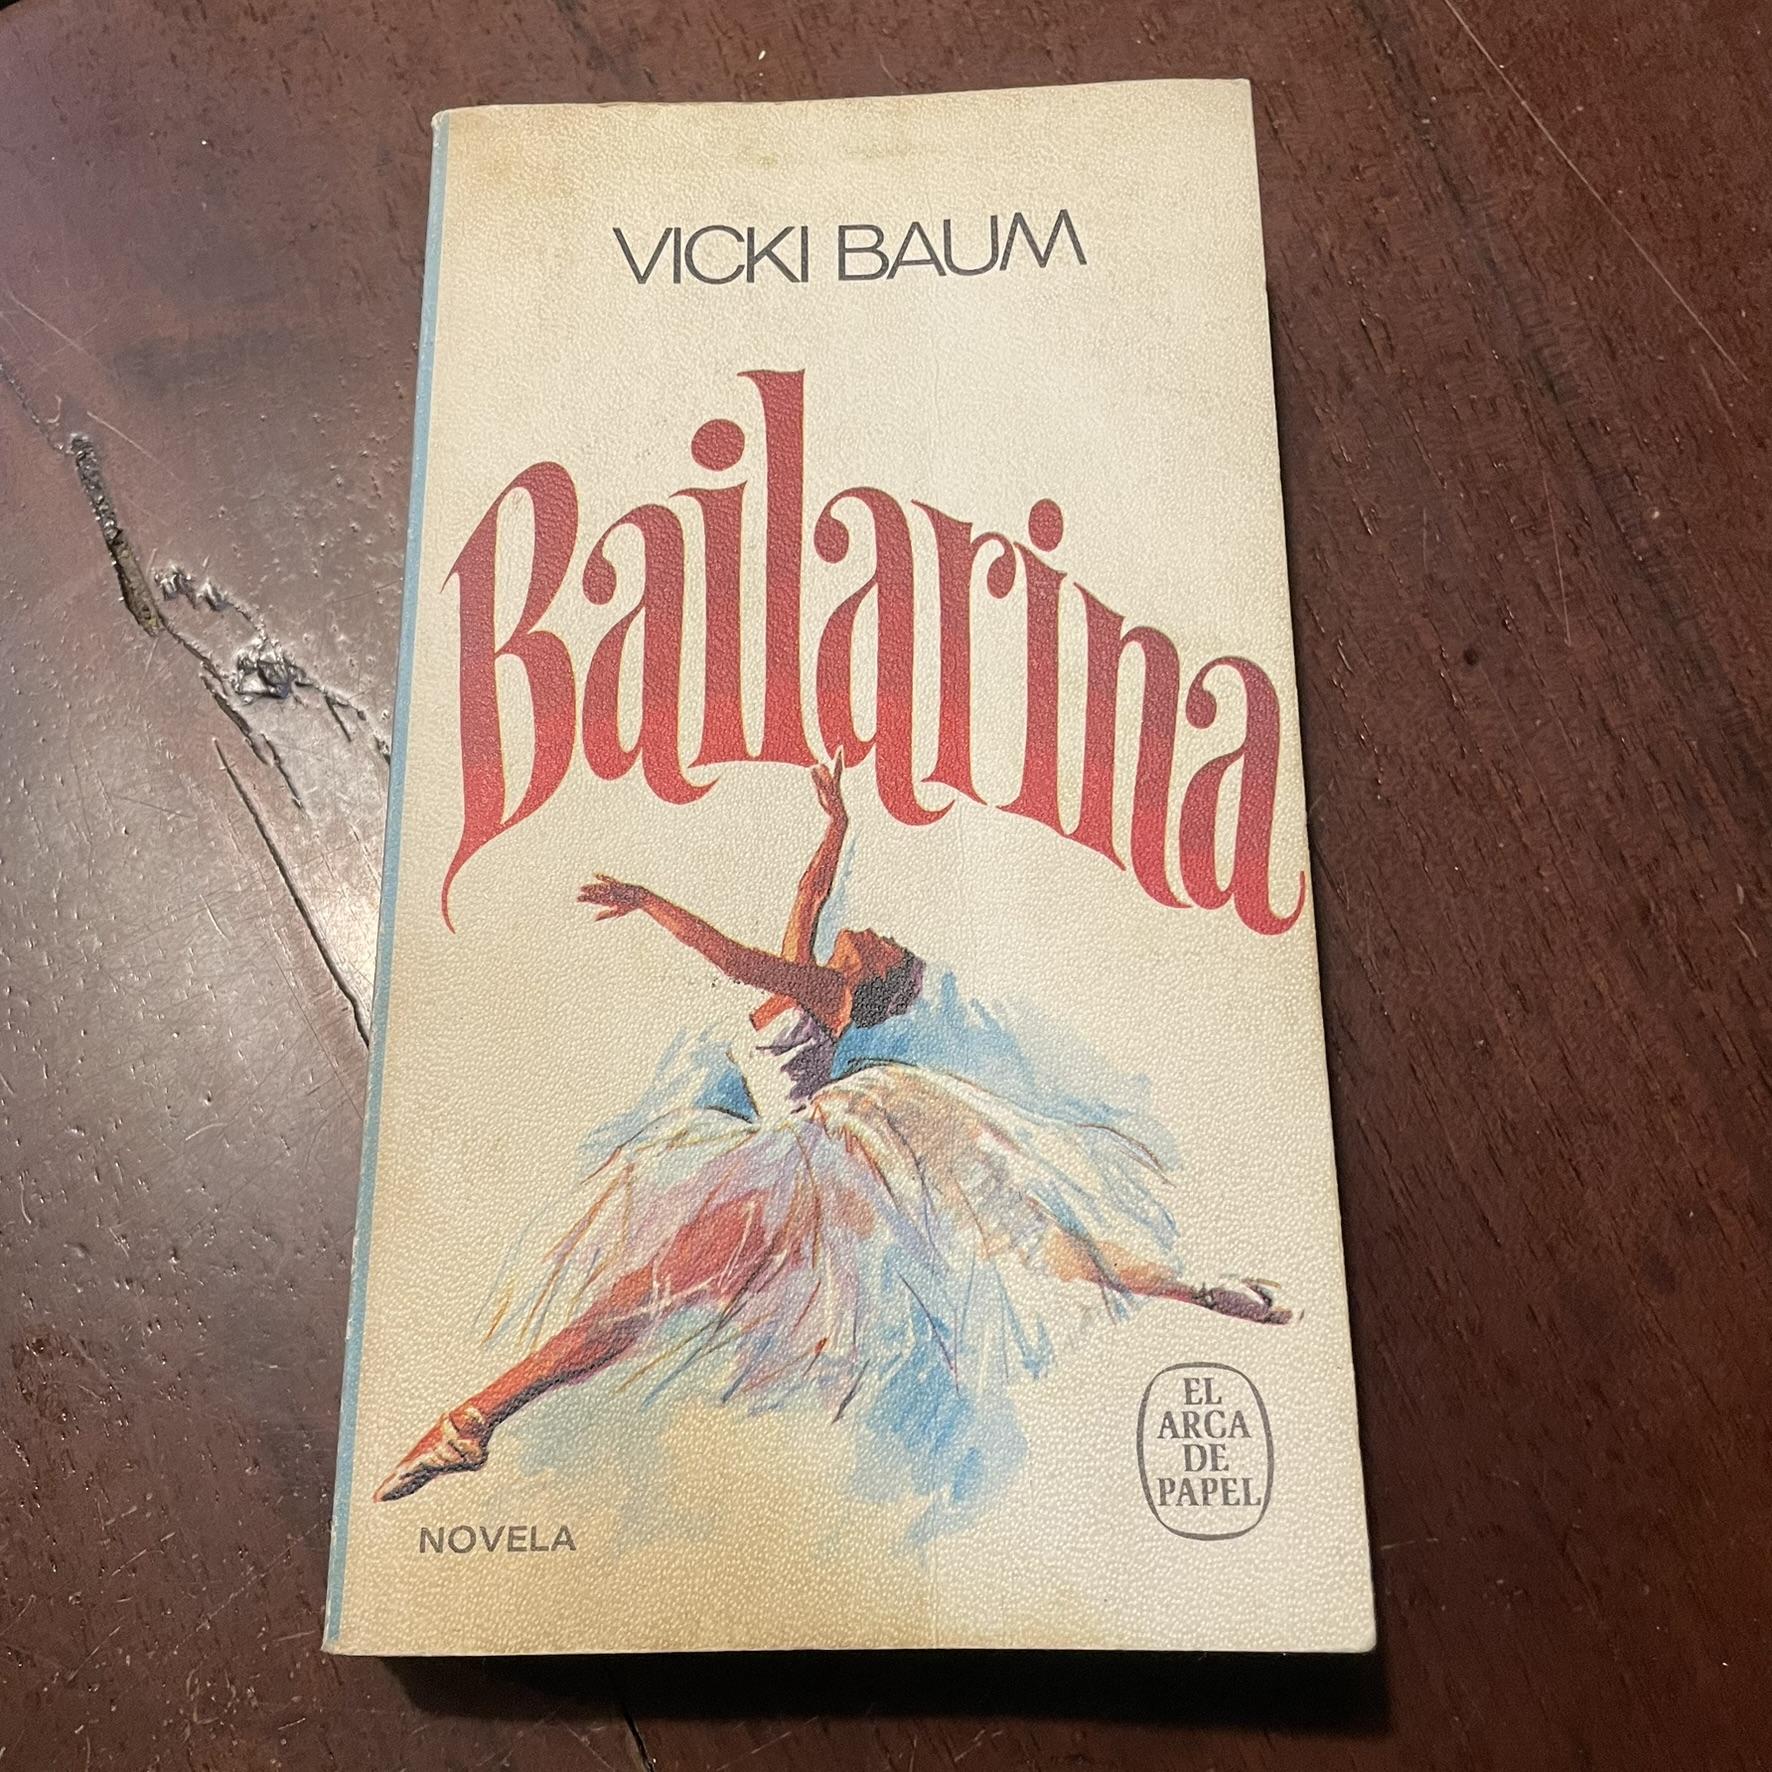 VICKI BAUM
Bailarina
EL
ARCA
DE
PAPEL
NOVELA